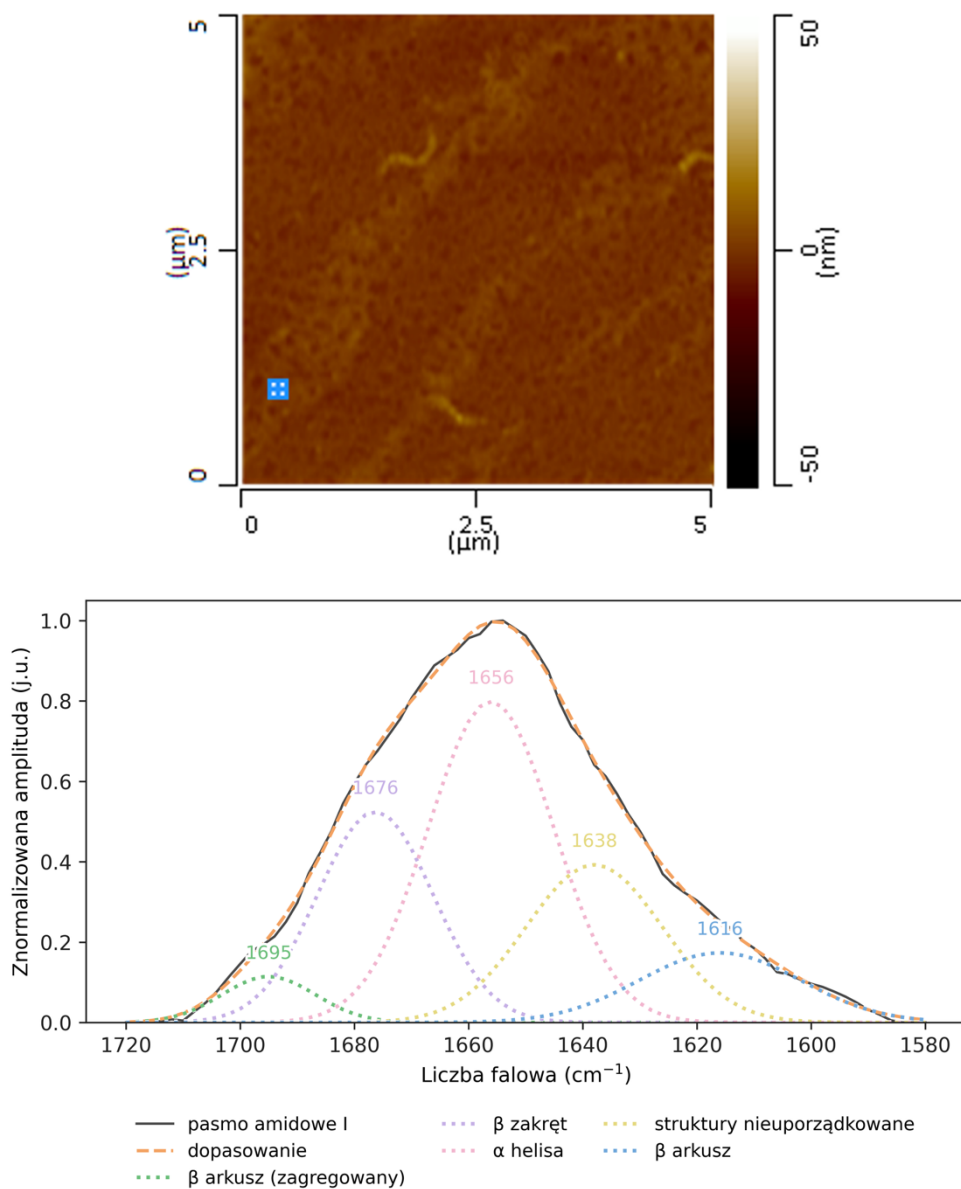 5
2.5
0
(µm)
0
2.5
5
(µm)
50
0
-50
(nm)
1.0
0.8
0.6
0.4
0.2
0.0
Znormalizowana amplituda (j.u.)
1656
1676
1638
1616
1695
1720 1700 1680 1660 1640 1620 1600 1580
Liczba falowa (cm⁻¹)
pasmo amidowe I
dopasowanie
β arkusz (zagregowany)
β zakręt
α helisa
struktury nieuporządkowane
β arkusz